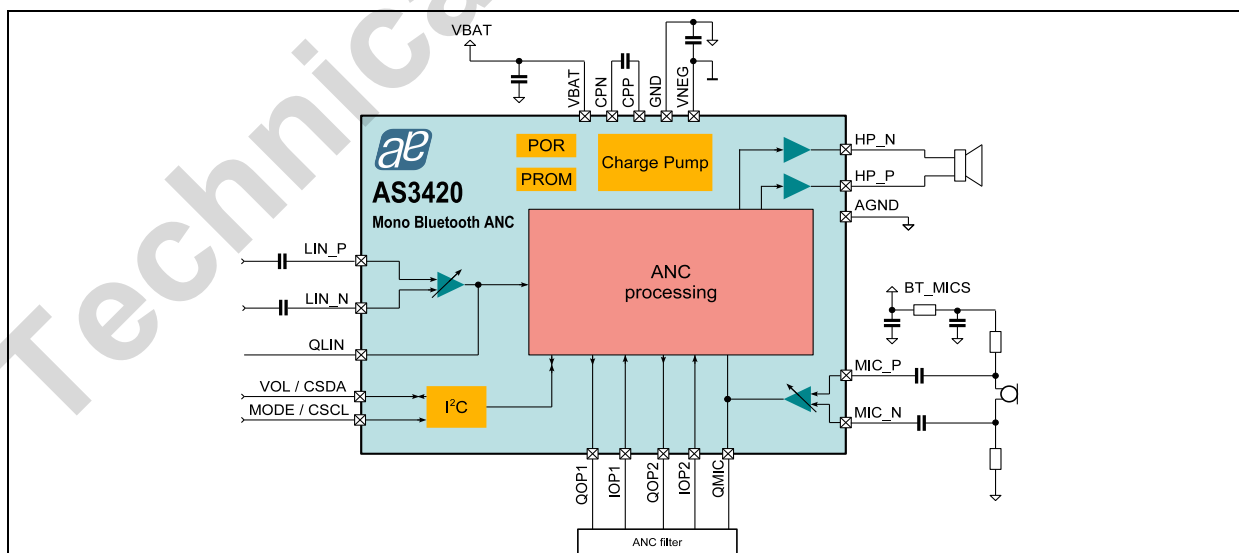 Technica
VBAT
VBAT
CPN
CPP
GND
VNEG
POR
PROM
Charge Pump
AS3420
Mono Bluetooth ANC
HP_N
HP_P
AGND
LIN_P
LIN_N
QLIN
VOL / CSDA
MODE / CSCL
I²C
ANC
processing
BT_MICS
MIC_P
MIC_N
QOP1
IOP1
QOP2
IOP2
QMIC
ANC filter